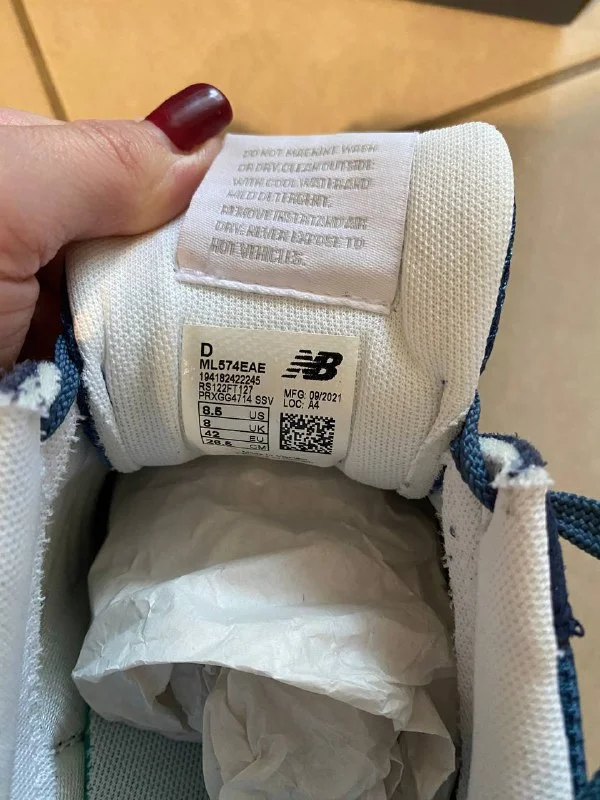 DO NOT MACHINE WASH
OR DRY. CLEAN OUTSIDE
WITH COOL WATER AND
MILD DETERGENT.
REMOVE INSERT AND AIR
DRY. NEVER EXPOSE TO
HOT VEHICLES.
D
ML574EAE
194182422245
RS122FT127
PRXGG4714 SSV
NB
MFG: 09/2021
LOC: A4
8.5 US
8 UK
42 EU
26.5 CM